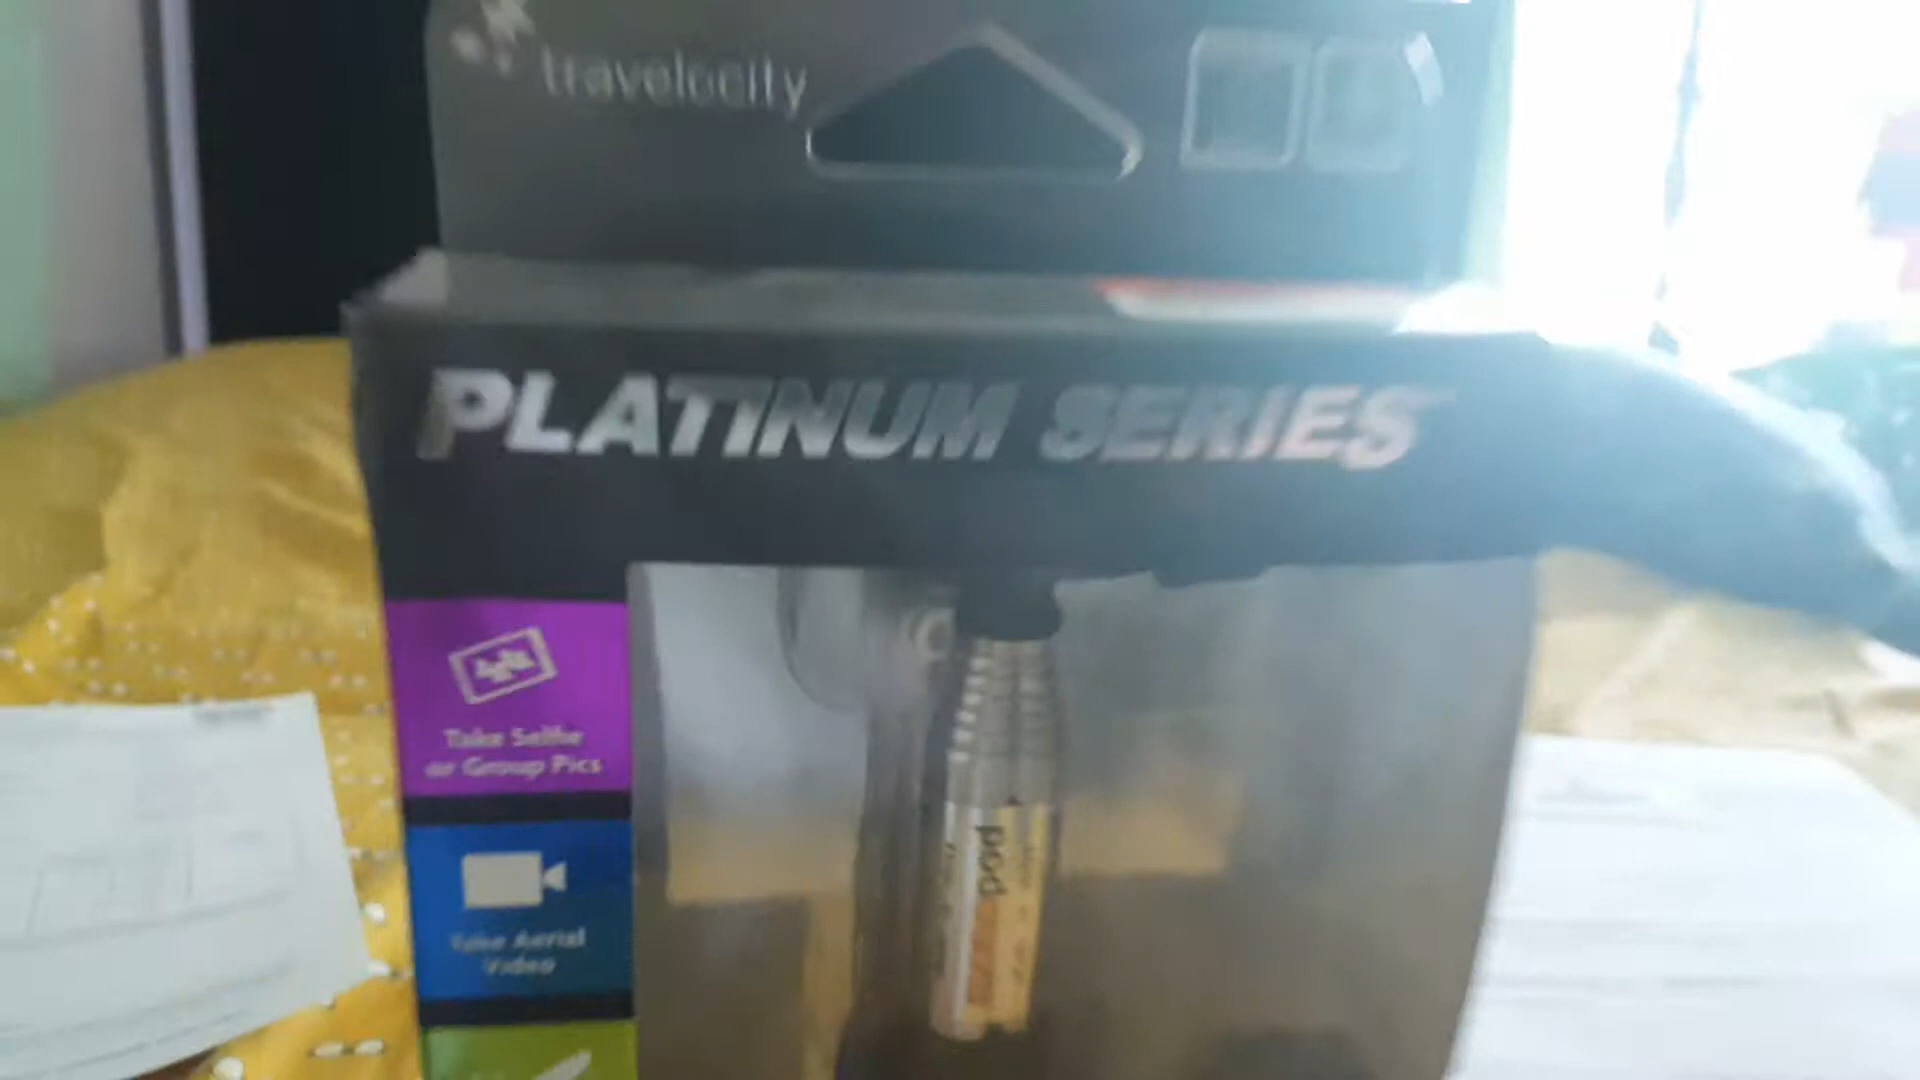 travelocity
PLATINUM SERIES
Take Selfie
or Group Pics
Take Aerial
Video
pod